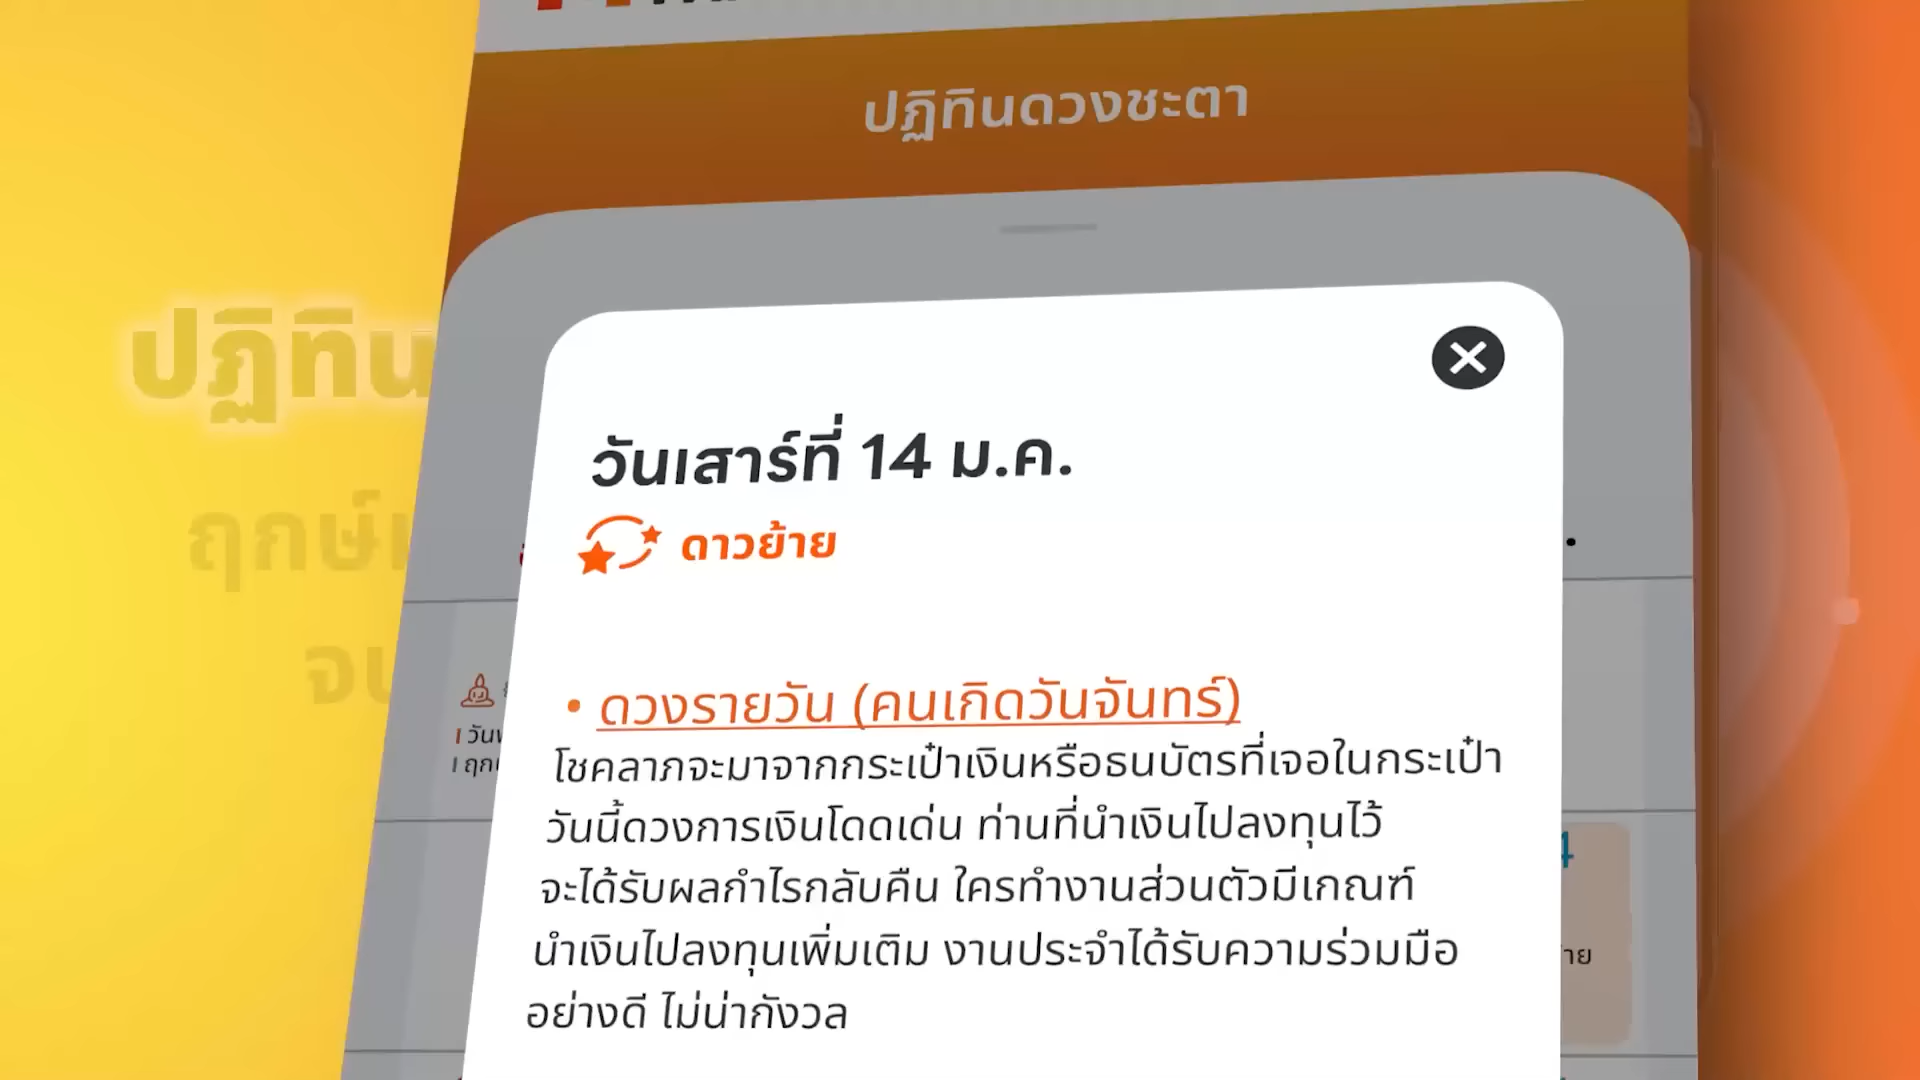 ปฏิทินดวงชะตา
ปฏิทิน
วันเสาร์ที่ 14 ม.ค.
ดาวย้าย
• ดวงรายวัน (คนเกิดวันจันทร์)
โชคลาภจะมาจากกระเป๋าเงินหรือธนบัตรที่เจอในกระเป๋า
วันนี้ดวงการเงินโดดเด่น ท่านที่นำเงินไปลงทุนไว้
จะได้รับผลกำไรกลับคืน ใครทำงานส่วนตัวมีเกณฑ์
นำเงินไปลงทุนเพิ่มเติม งานประจำได้รับความร่วมมือ
อย่างดี ไม่น่ากังวล